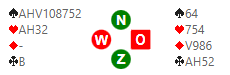 ♠AHV108752
♥AH32
♦-
♣B
N
W O
Z
♠64
♥754
♦V986
♣AH52